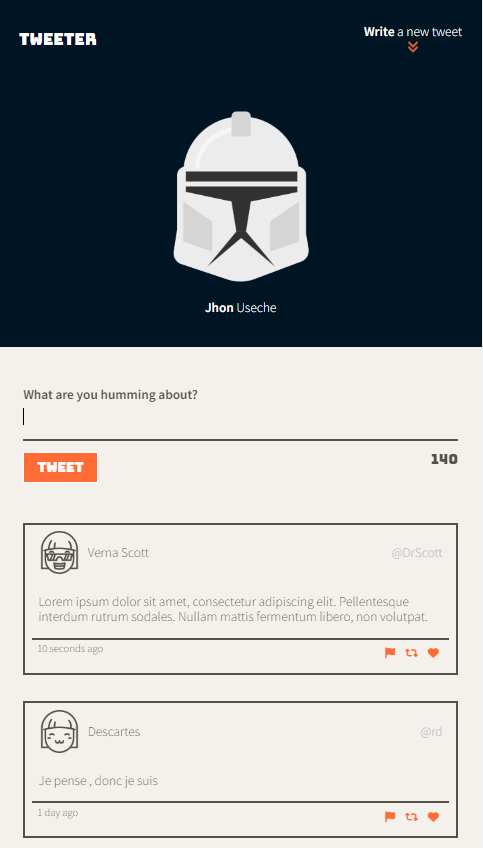 TWEETER
Write a new tweet
Jhon Useche
What are you humming about?
TWEET
140
Verna Scott
@DrScott
Lorem ipsum dolor sit amet, consectetur adipiscing elit. Pellentesque
interdum rutrum sodales. Nullam mattis fermentum libero, non volutpat.
10 seconds ago
Descartes
@rd
Je pense , donc je suis
1 day ago